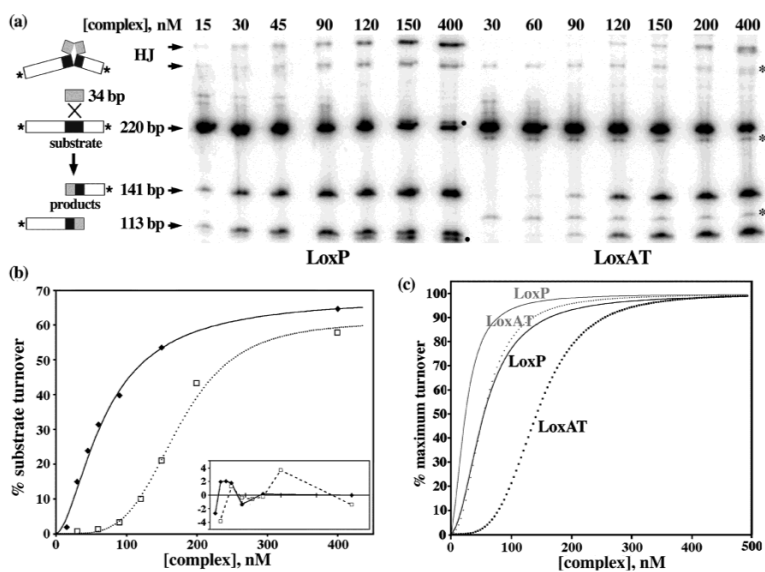 (a)
[complex], nM 15 30 45 90 120 150 400 [complex], nM 30 60 90 120 150 200 400
HJ
* *
34 bp
* * 220 bp
substrate
141 bp *
products
* 113 bp
LoxP LoxAT
(b)
% substrate turnover
70
60
50
40
30
20
10
0
4
2
0
-2
-4
0 100 200 300 400
[complex], nM
(c)
% maximum turnover
100
90
80
70
60
50
40
30
20
10
0
LoxP
LoxAT
LoxP
LoxAT
0 100 200 300 400 500
[complex], nM